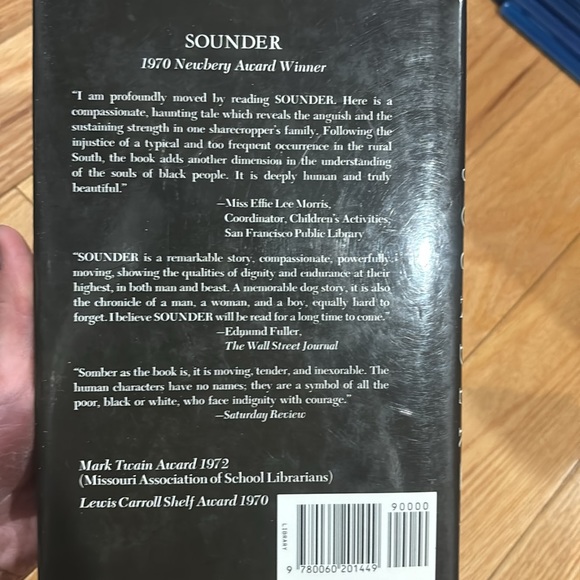 SOUNDER
1970 Newbery Award Winner
“I am profoundly moved by reading SOUNDER. Here is a
compassionate, haunting tale which reveals the anguish and the
sustaining strength in one sharecropper’s family. Following the
injustice of a typical and too frequent occurrence in the rural
South, the book adds another dimension in the understanding
of the souls of black people. It is deeply human and truly
beautiful.”
—Miss Effie Lee Morris,
Coordinator, Children’s Activities,
San Francisco Public Library
“SOUNDER is a remarkable story, compassionate, powerfully
moving, showing the qualities of dignity and endurance at their
highest, in both man and beast. A memorable dog story, it is also
the chronicle of a man, a woman, and a boy, equally hard to
forget. I believe SOUNDER will be read for a long time to come.”
—Edmund Fuller,
The Wall Street Journal
“Somber as the book is, it is moving, tender, and inexorable. The
human characters have no names; they are a symbol of all the
poor, black or white, who face indignity with courage.”
—Saturday Review
Mark Twain Award 1972
(Missouri Association of School Librarians)
Lewis Carroll Shelf Award 1970
90000
LIBRARY
9 780060 201449
SOUNDER